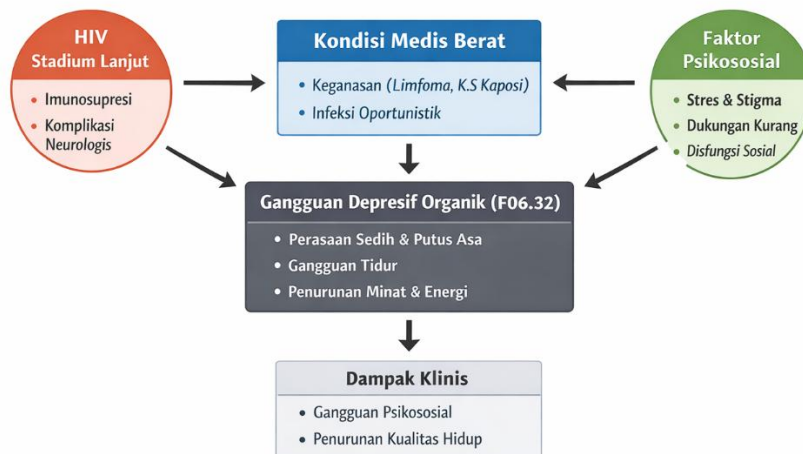 HIV
Stadium Lanjut
• Imunosupresi
• Komplikasi
Neurologis
Kondisi Medis Berat
• Keganasan (Limfoma, K.S Kaposi)
• Infeksi Oportunistik
Faktor
Psikososial
• Stres & Stigma
• Dukungan Kurang
• Disfungsi Sosial
Gangguan Depresif Organik (F06.32)
• Perasaan Sedih & Putus Asa
• Gangguan Tidur
• Penurunan Minat & Energi
Dampak Klinis
• Gangguan Psikososial
• Penurunan Kualitas Hidup